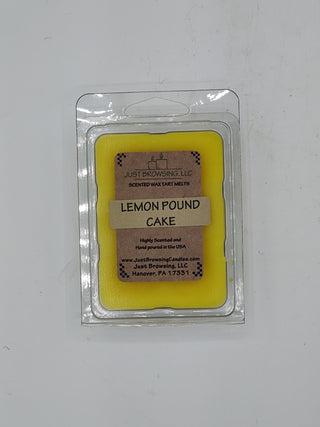 JUST BROWSING, LLC
SCENTED WAX TART MELTS
LEMON POUND
CAKE
Highly Scented and
Hand poured in the USA
www.JustBrowsingCandles.com
Just Browsing, LLC
Hanover, PA 17331